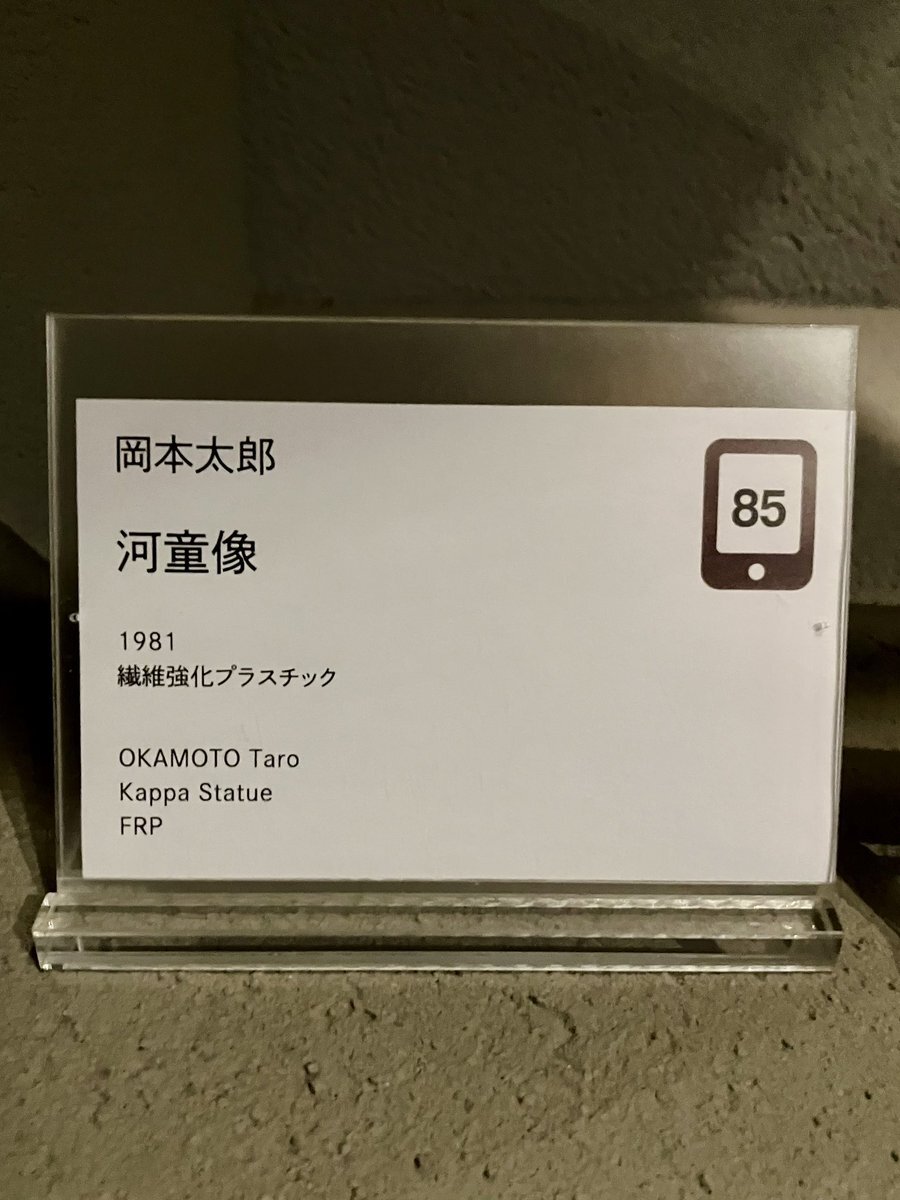 岡本太郎
85
河童像
1981
繊維強化プラスチック
OKAMOTO Taro
Kappa Statue
FRP